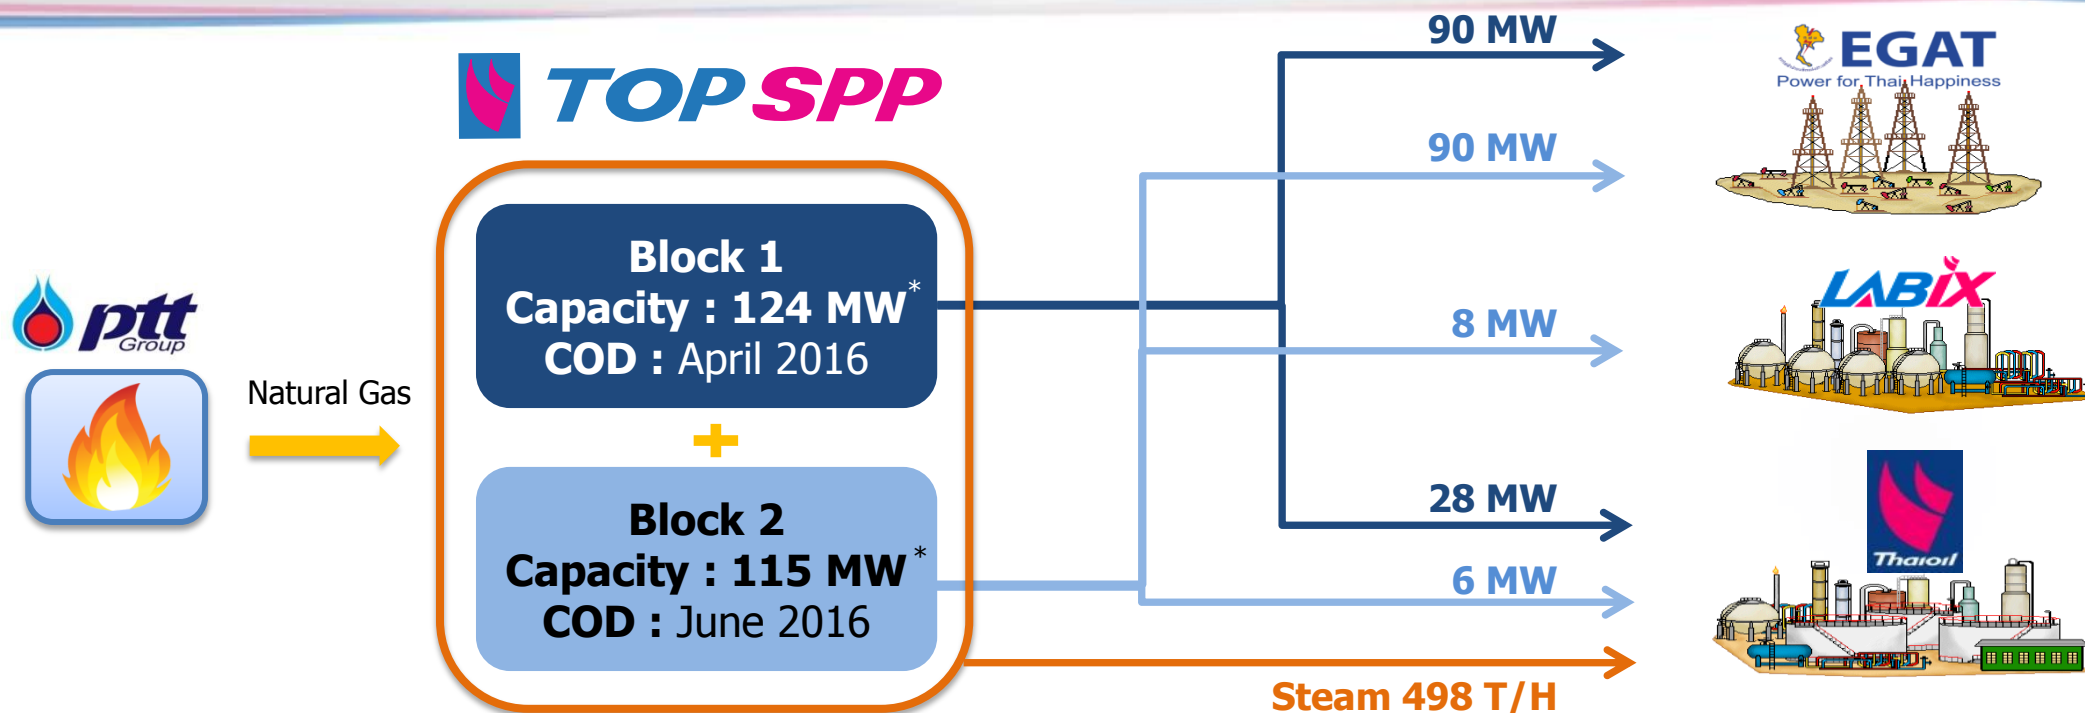 TOP SPP
ptt
Group
Natural Gas
Block 1
Capacity : 124 MW*
COD : April 2016
+
Block 2
Capacity : 115 MW*
COD : June 2016
90 MW
90 MW
8 MW
28 MW
6 MW
Steam 498 T/H
EGAT
Power for Thai Happiness
LABIX
Thaioil